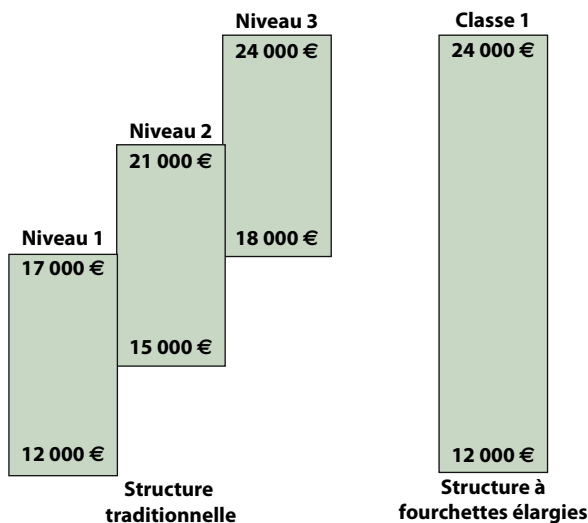 Niveau 3
24 000 €
Niveau 2
21 000 €
Niveau 1
17 000 €
18 000 €
15 000 €
12 000 €
Structure
traditionnelle
Classe 1
24 000 €
12 000 €
Structure à
fourchettes élargies